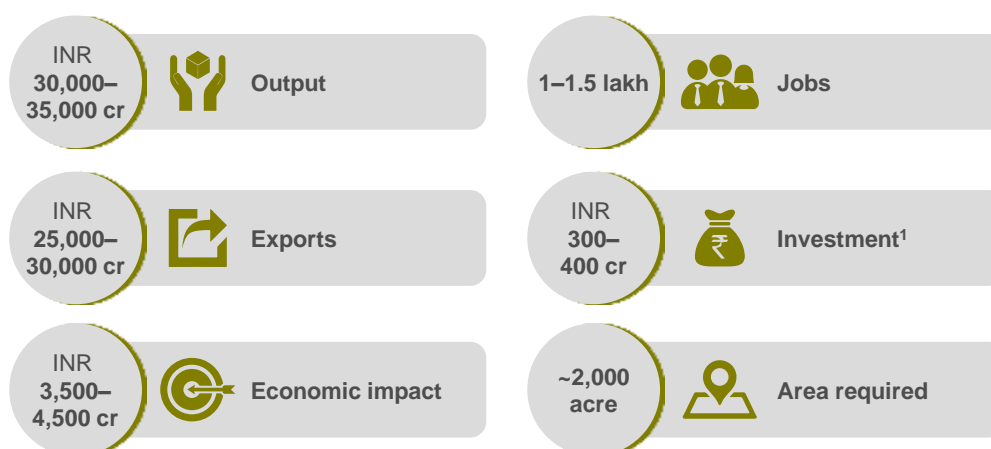 INR
30,000–
35,000 cr
Output
1–1.5 lakh
Jobs
INR
25,000–
30,000 cr
Exports
INR
300–
400 cr
₹
Investment¹
INR
3,500–
4,500 cr
Economic impact
~2,000
acre
Area required